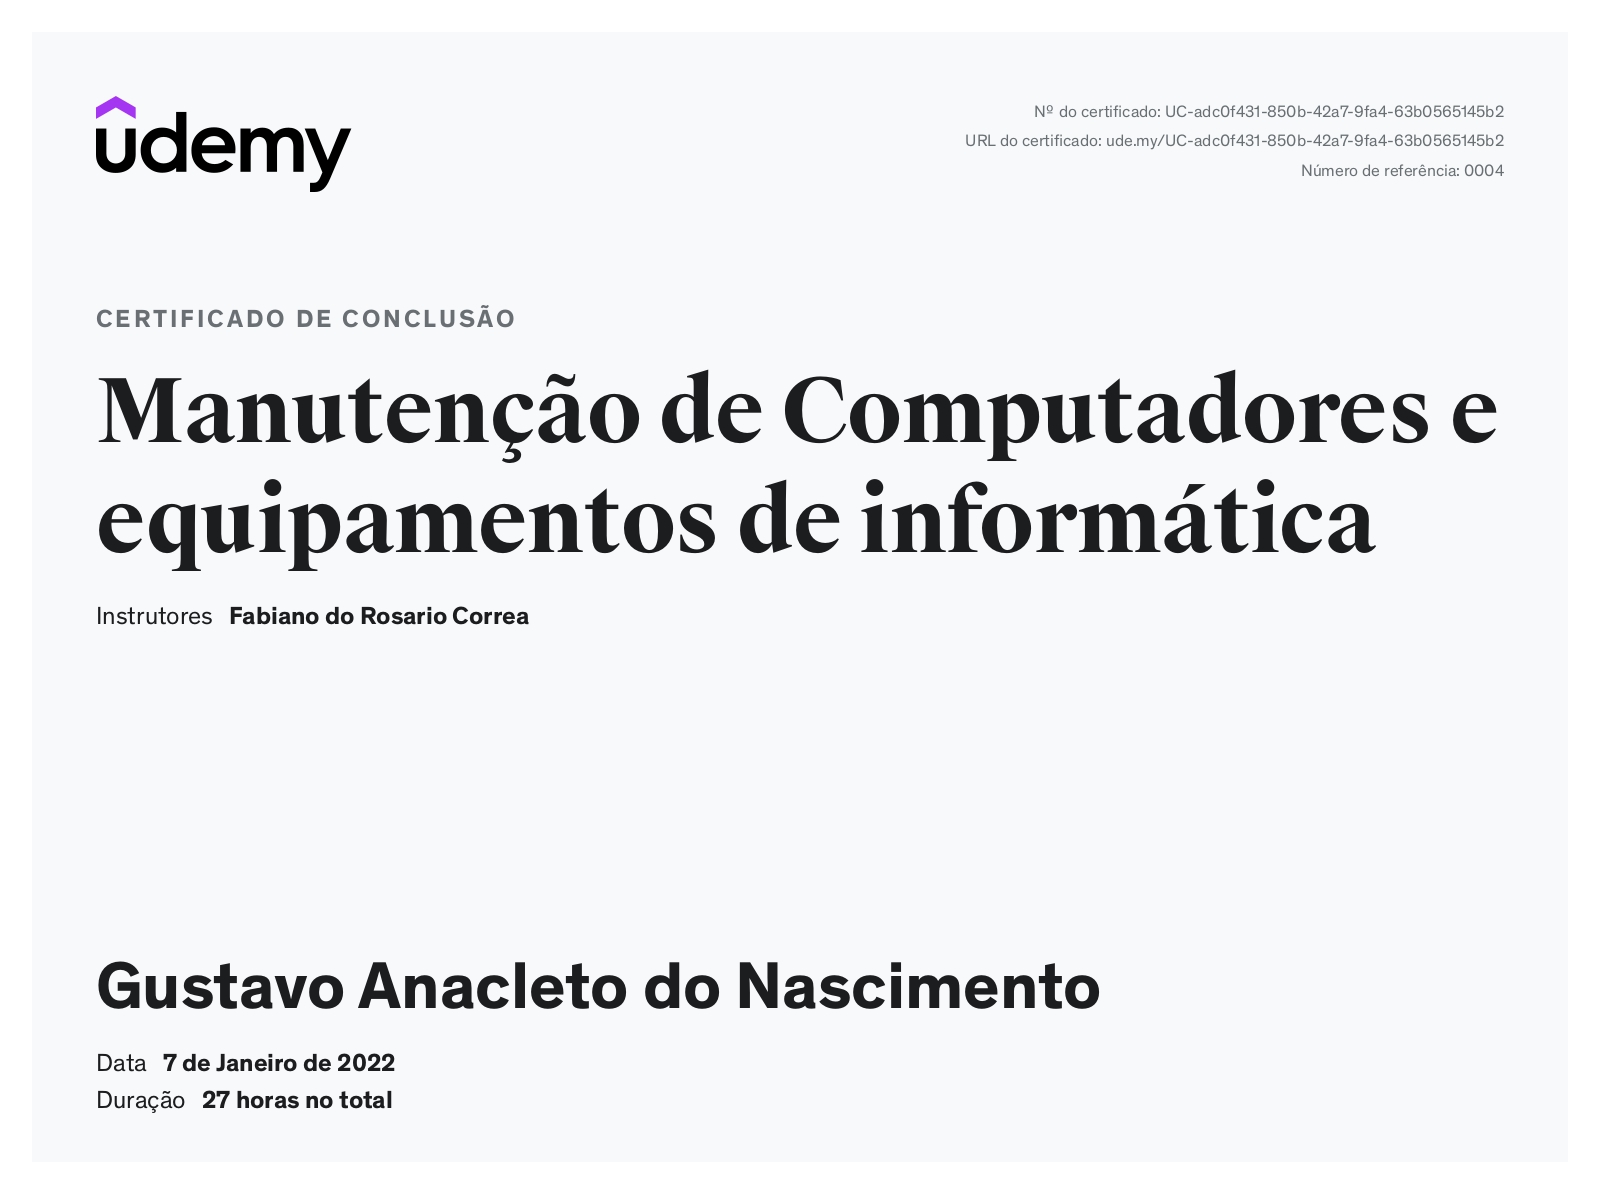 udemy
Nº do certificado: UC-adc0f431-850b-42a7-9fa4-63b0565145b2
URL do certificado: ude.my/UC-adc0f431-850b-42a7-9fa4-63b0565145b2
Número de referência: 0004
CERTIFICADO DE CONCLUSÃO
Manutenção de Computadores e
equipamentos de informática
Instrutores Fabiano do Rosario Correa
Gustavo Anacleto do Nascimento
Data 7 de Janeiro de 2022
Duração 27 horas no total